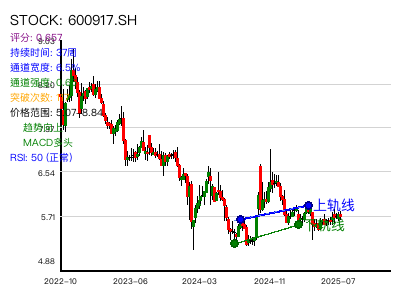 STOCK: 600917.SH
评分: 0.657
持续时间: 37周
通道宽度: 6.5%
通道强度: 0.6
突破次数:
价格范围: 5.07-8.84
趋势向上
MACD多头
RSI: 50 (正常)
6.54
5.71
4.88
上轨线
下轨线
2022-10 2023-06 2024-03 2024-11 2025-07